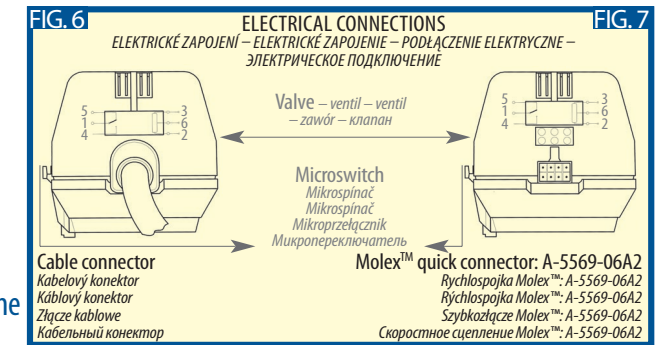 FIG. 6
ELECTRICAL CONNECTIONS
FIG. 7
ELEKTRICKÉ ZAPOJENÍ – ELEKTRICKÉ ZAPOJENIE – PODŁĄCZENIE ELEKTRYCZNE –
ЭЛЕКТРИЧЕСКОЕ ПОДКЛЮЧЕНИЕ
5 3
1 6
4 2
Valve – ventil – ventil
– zawór – клапан
5 3
1 6
4 2
Microswitch
Mikrospínač
Mikrospínač
Mikroprzełącznik
Микропереключатель
Cable connector
Kabelový konektor
Káblový konektor
Złącze kablowe
Кабельный конектор
Molex™ quick connector: A-5569-06A2
Rychlospojka Molex™: A-5569-06A2
Rýchlospojka Molex™: A-5569-06A2
Szybkozłącze Molex™: A-5569-06A2
Скоростное сцепление Molex™: A-5569-06A2
ne